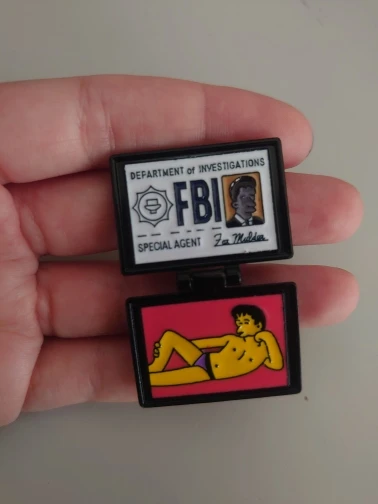 DEPARTMENT of INVESTIGATIONS
FBI
SPECIAL AGENT Fox Mulder